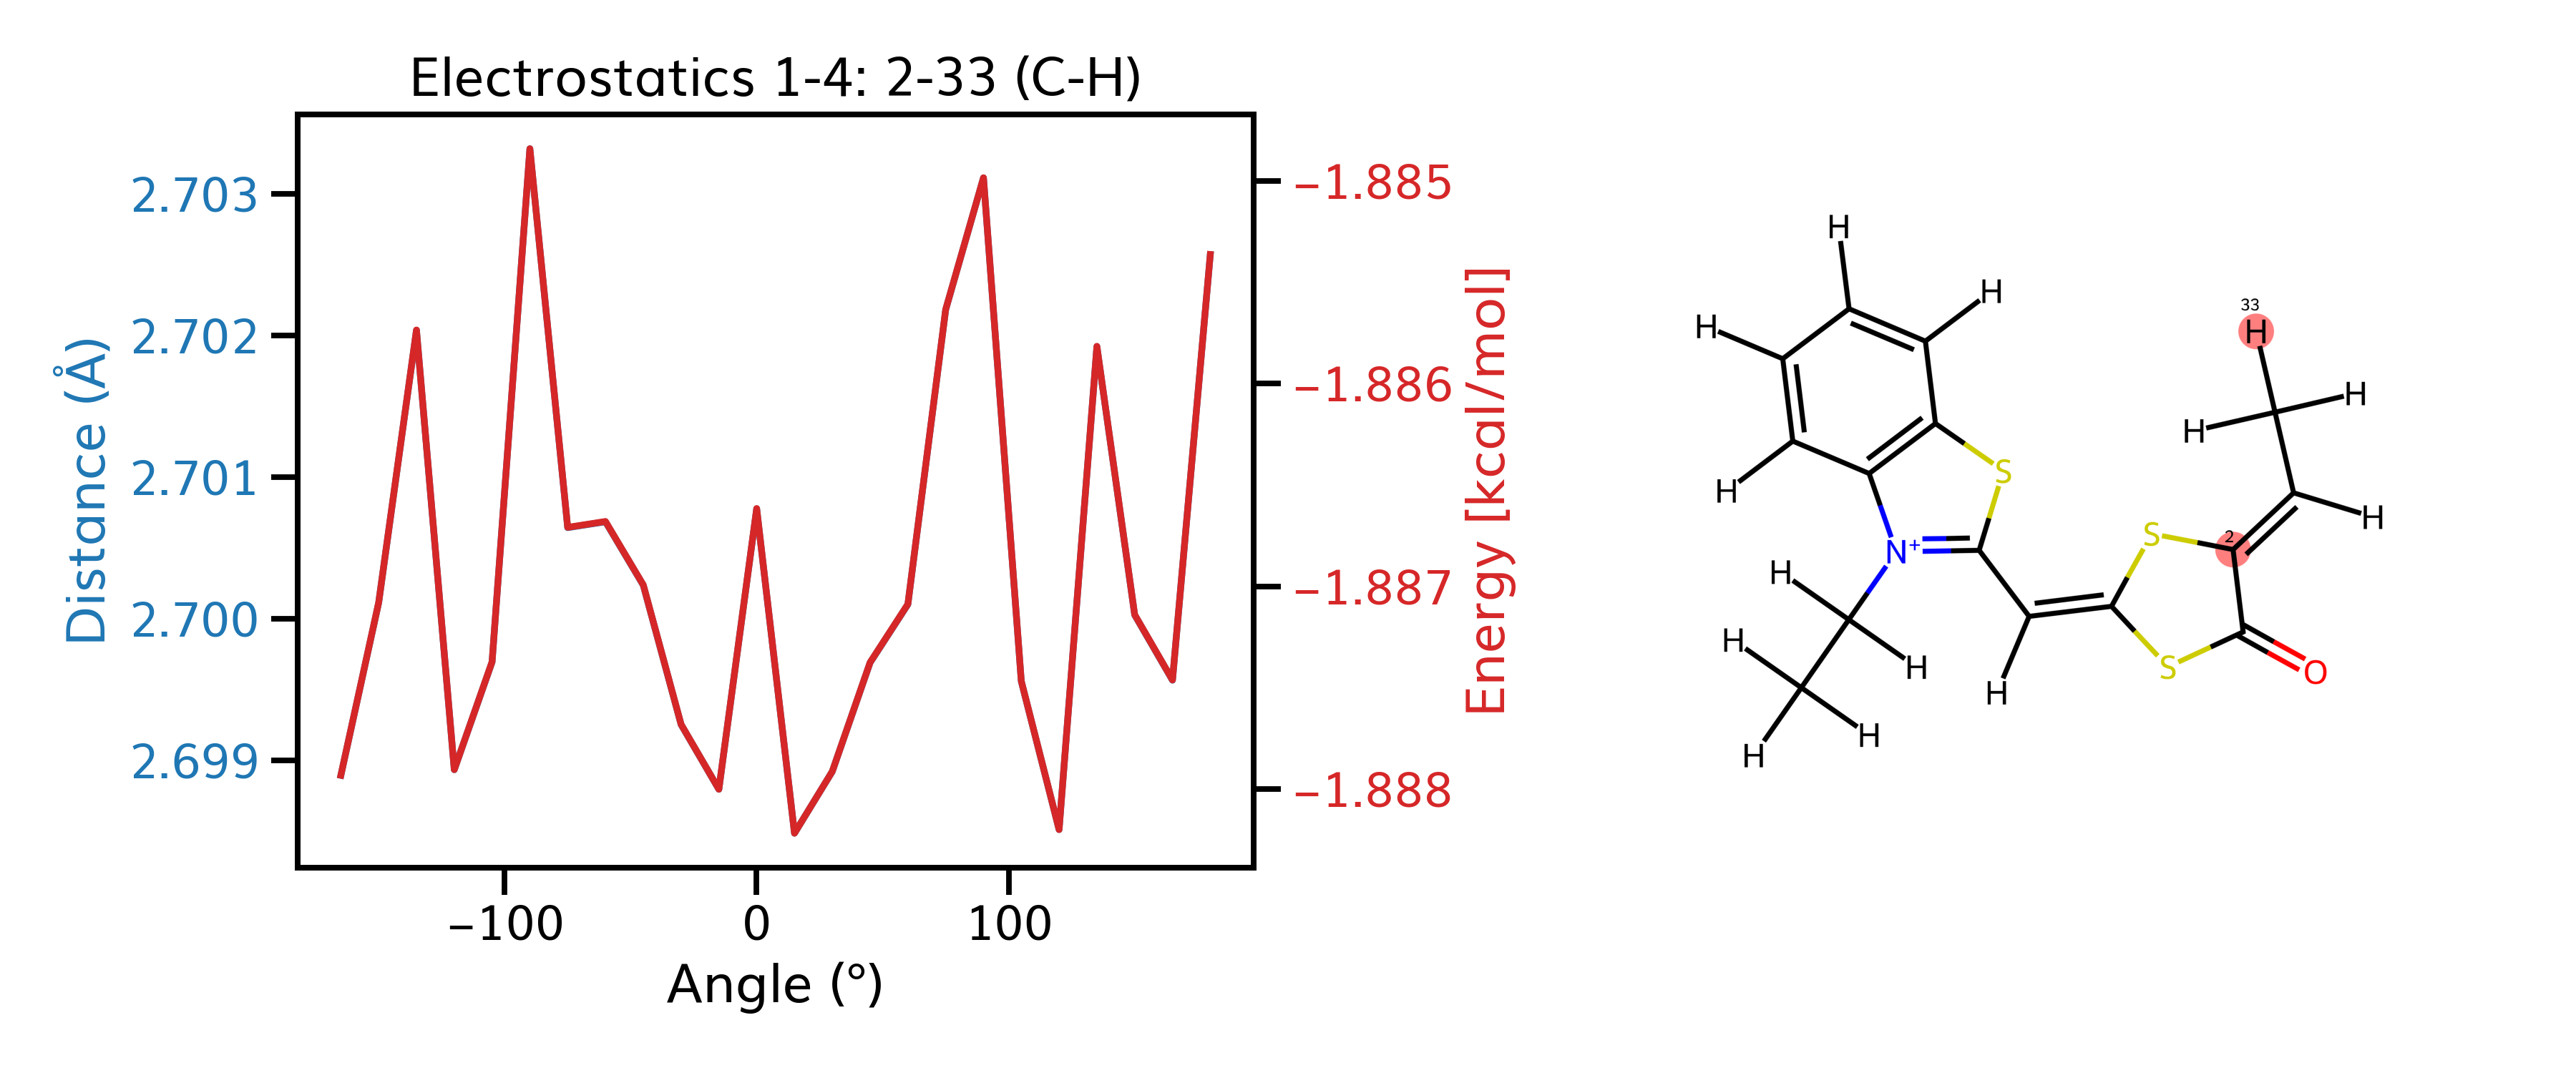 Electrostatics 1-4: 2-33 (C-H)
Distance (Å)
2.703
2.702
2.701
2.700
2.699
−100
0
100
Angle (°)
−1.885
−1.886
−1.887
−1.888
Energy [kcal/mol]
H
H
33
H
H
H
H
S
H
H
S
2
N+
H
H
H
S
O
H
H
H
H